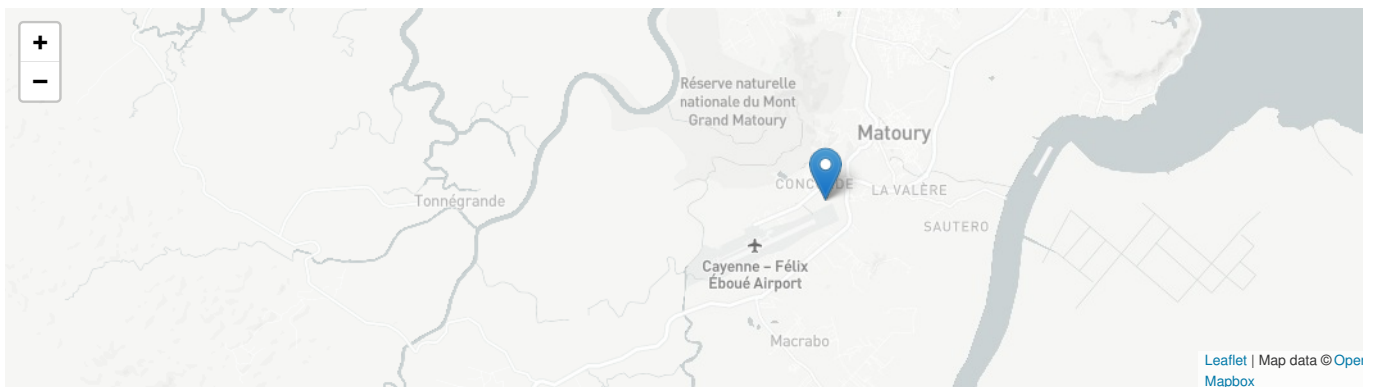 +
−
Réserve naturelle
nationale du Mont
Grand Matoury
Matoury
LA VALÈRE
Tonnégrande
SAUTERO
Cayenne – Félix
Éboué Airport
Macrabo
Leaflet | Map data © Oper
Mapbox